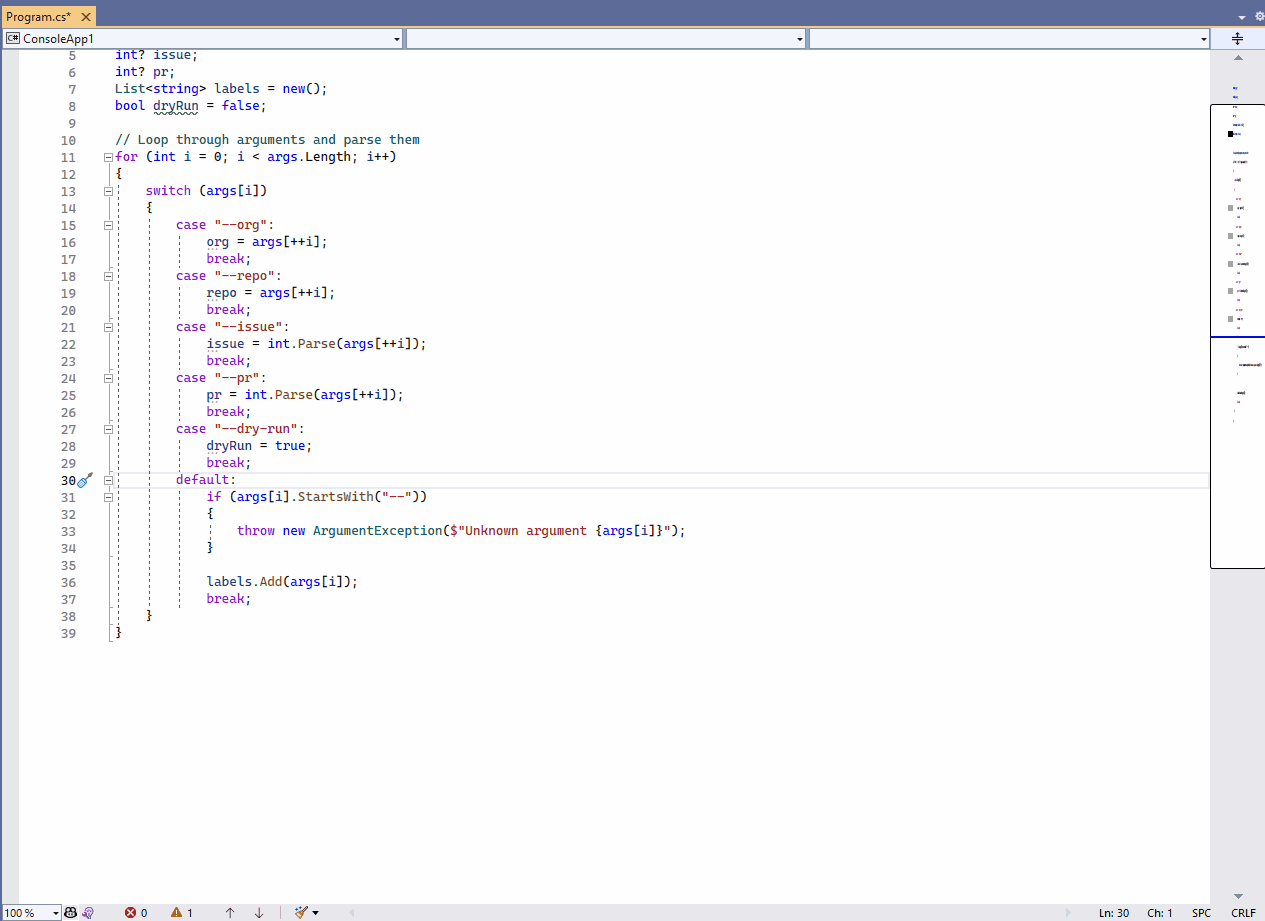 Program.cs*
C# ConsoleApp1
5 int? issue;
6 int? pr;
7 List<string> labels = new();
8 bool dryRun = false;
9
10 // Loop through arguments and parse them
11 for (int i = 0; i < args.Length; i++)
12 {
13     switch (args[i])
14     {
15         case "--org":
16             org = args[++i];
17             break;
18         case "--repo":
19             repo = args[++i];
20             break;
21         case "--issue":
22             issue = int.Parse(args[++i]);
23             break;
24         case "--pr":
25             pr = int.Parse(args[++i]);
26             break;
27         case "--dry-run":
28             dryRun = true;
29             break;
30         default:
31             if (args[i].StartsWith("--"))
32             {
33                 throw new ArgumentException($"Unknown argument {args[i]}");
34             }
35
36             labels.Add(args[i]);
37             break;
38     }
39 }
100 % 0 1 Ln: 30 Ch: 1 SPC CRLF